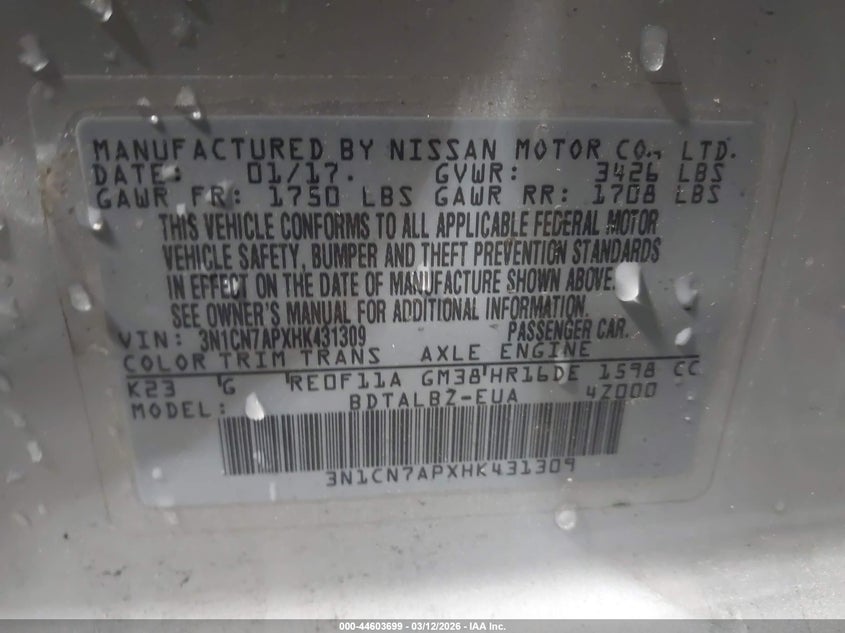 MANUFACTURED BY NISSAN MOTOR CO., LTD.
DATE: 01/17. GVWR: 3426 LBS
GAWR FR: 1750 LBS GAWR RR: 1708 LBS
THIS VEHICLE CONFORMS TO ALL APPLICABLE FEDERAL MOTOR
VEHICLE SAFETY, BUMPER AND THEFT PREVENTION STANDARDS
IN EFFECT ON THE DATE OF MANUFACTURE SHOWN ABOVE.
SEE OWNER'S MANUAL FOR ADDITIONAL INFORMATION.
VIN: 3N1CN7APXHK431309 PASSENGER CAR.
COLOR TRIM TRANS AXLE ENGINE
K23 G RE0F11A GM38 HR16DE 1598 CC
MODEL: BDTALBZ-EUA 4Z000
3N1CN7APXHK431309
000-44603699 - 03/12/2026 - IAA Inc.